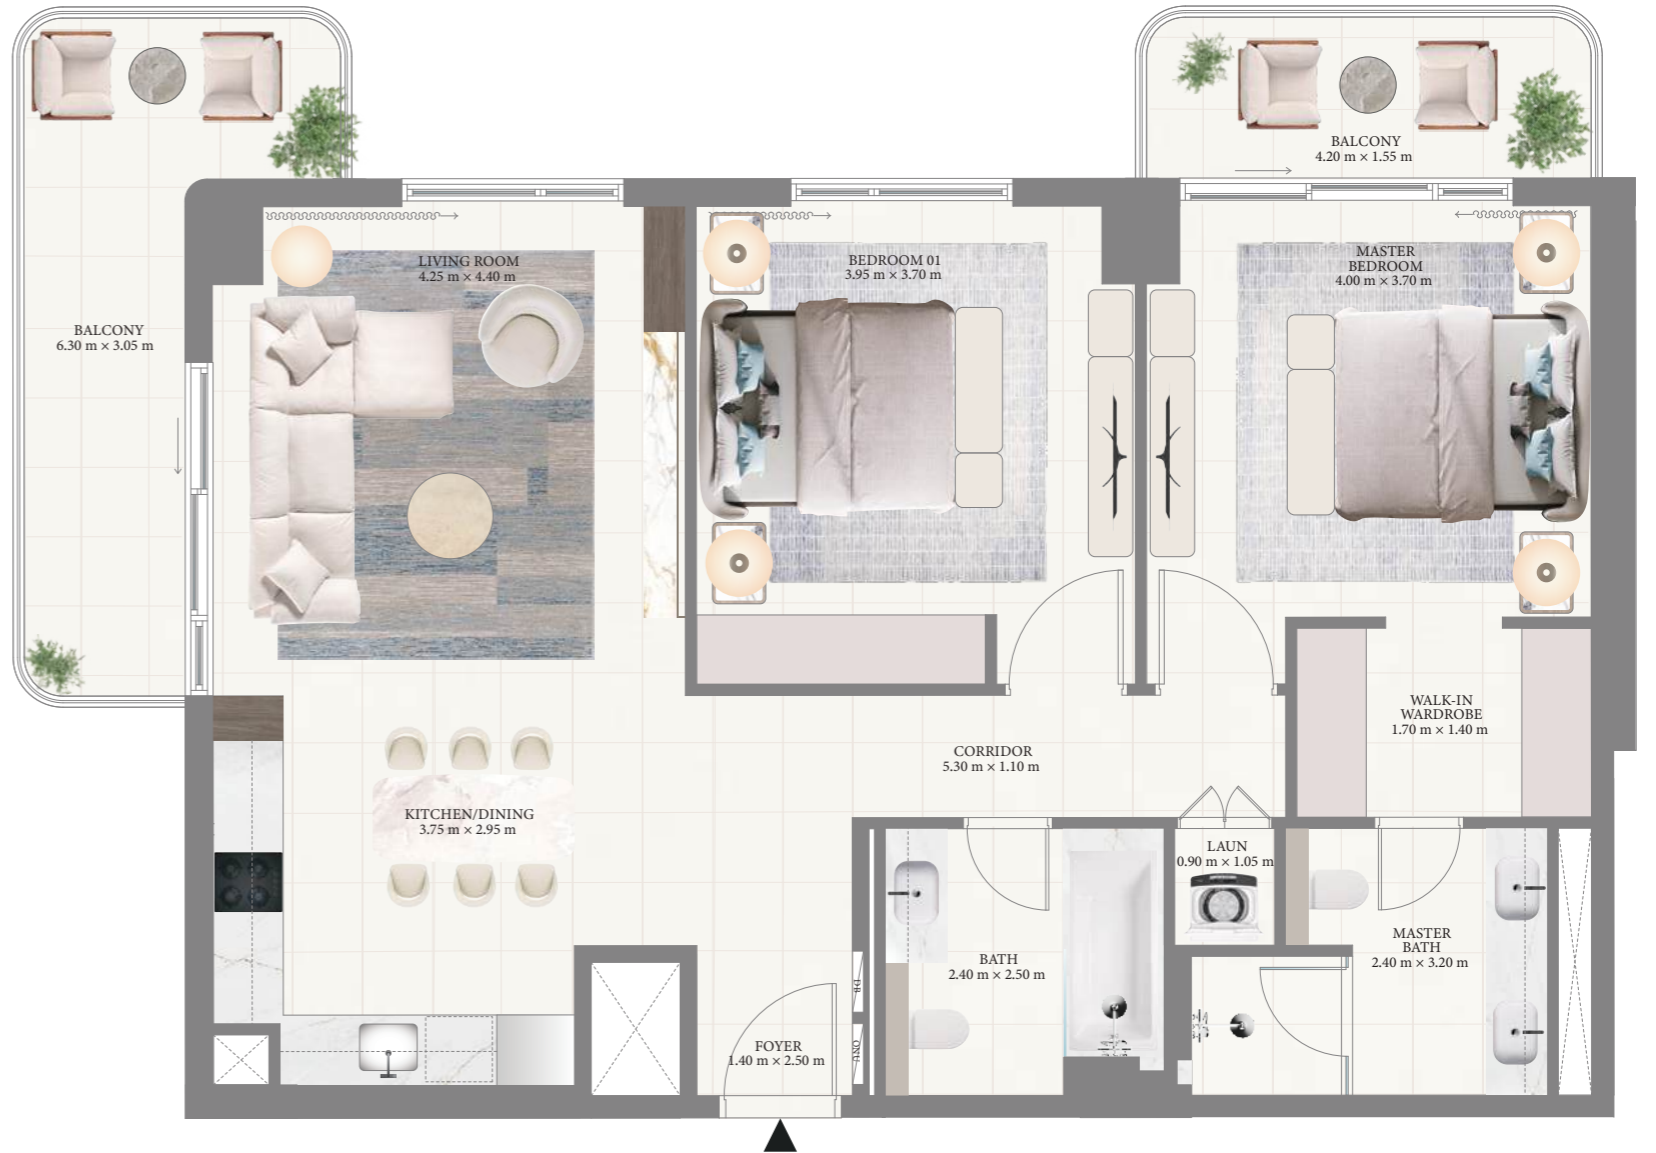 BALCONY
4.20 m × 1.55 m
LIVING ROOM
4.25 m × 4.40 m
BEDROOM 01
3.95 m × 3.70 m
MASTER
BEDROOM
4.00 m × 3.70 m
BALCONY
6.30 m × 3.05 m
WALK-IN
WARDROBE
1.70 m × 1.40 m
CORRIDOR
5.30 m × 1.10 m
KITCHEN/DINING
3.75 m × 2.95 m
LAUN
0.90 m × 1.05 m
MASTER
BATH
2.40 m × 3.20 m
BATH
2.40 m × 2.50 m
DB
FOYER
1.40 m × 2.50 m
ONU